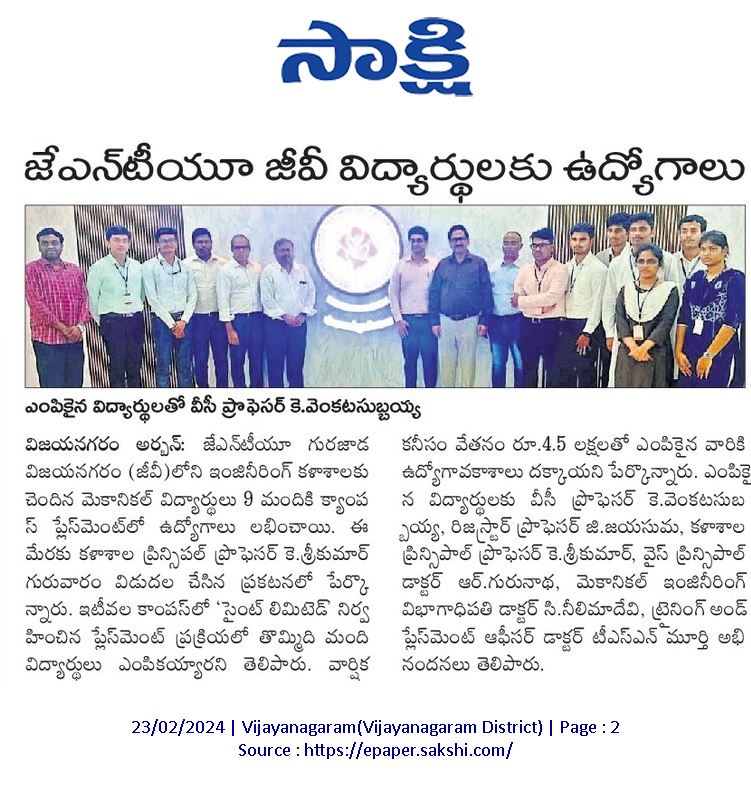 సాక్షి
జేఎన్‌టీయూ జీవీ విద్యార్థులకు ఉద్యోగాలు
ఎంపికైన విద్యార్థులతో వీసీ ప్రొఫెసర్ కె.వెంకటసుబ్బయ్య
విజయనగరం అర్బన్: జేఎన్‌టీయూ గురజాడ
విజయనగరం (జీవీ)లోని ఇంజినీరింగ్ కళాశాలకు
చెందిన మెకానికల్ విద్యార్థులు 9 మందికి క్యాంప
స్ ప్లేస్‌మెంట్‌లో ఉద్యోగాలు లభించాయి. ఈ
మేరకు కళాశాల ప్రిన్సిపల్ ప్రొఫెసర్ కె.శ్రీకుమార్
గురువారం విడుదల చేసిన ప్రకటనలో పేర్కొ
న్నారు. ఇటీవల కాంపస్‌లో ‘సైంట్ లిమిటెడ్’ నిర్వ
హించిన ప్లేస్‌మెంట్ ప్రక్రియలో తొమ్మిది మంది
విద్యార్థులు ఎంపికయ్యారని తెలిపారు. వార్షిక
కనీసం వేతనం రూ.4.5 లక్షలతో ఎంపికైన వారికి
ఉద్యోగావకాశాలు దక్కాయని పేర్కొన్నారు. ఎంపికై
న విద్యార్థులకు వీసీ ప్రొఫెసర్ కె.వెంకటసుబ
్బయ్య, రిజిస్ట్రార్ ప్రొఫెసర్ జి.జయసుమ, కళాశాల
ప్రిన్సిపాల్ ప్రొఫెసర్ కె.శ్రీకుమార్, వైస్ ప్రిన్సిపాల్
డాక్టర్ ఆర్.గురునాథ, మెకానికల్ ఇంజినీరింగ్
విభాగాధిపతి డాక్టర్ సి.నీలిమాదేవి, ట్రైనింగ్ అండ్
ప్లేస్‌మెంట్ ఆఫీసర్ డాక్టర్ టీఎస్ఎన్ మూర్తి అభి
నందనలు తెలిపారు.
23/02/2024 | Vijayanagaram(Vijayanagaram District) | Page : 2
Source : https://epaper.sakshi.com/